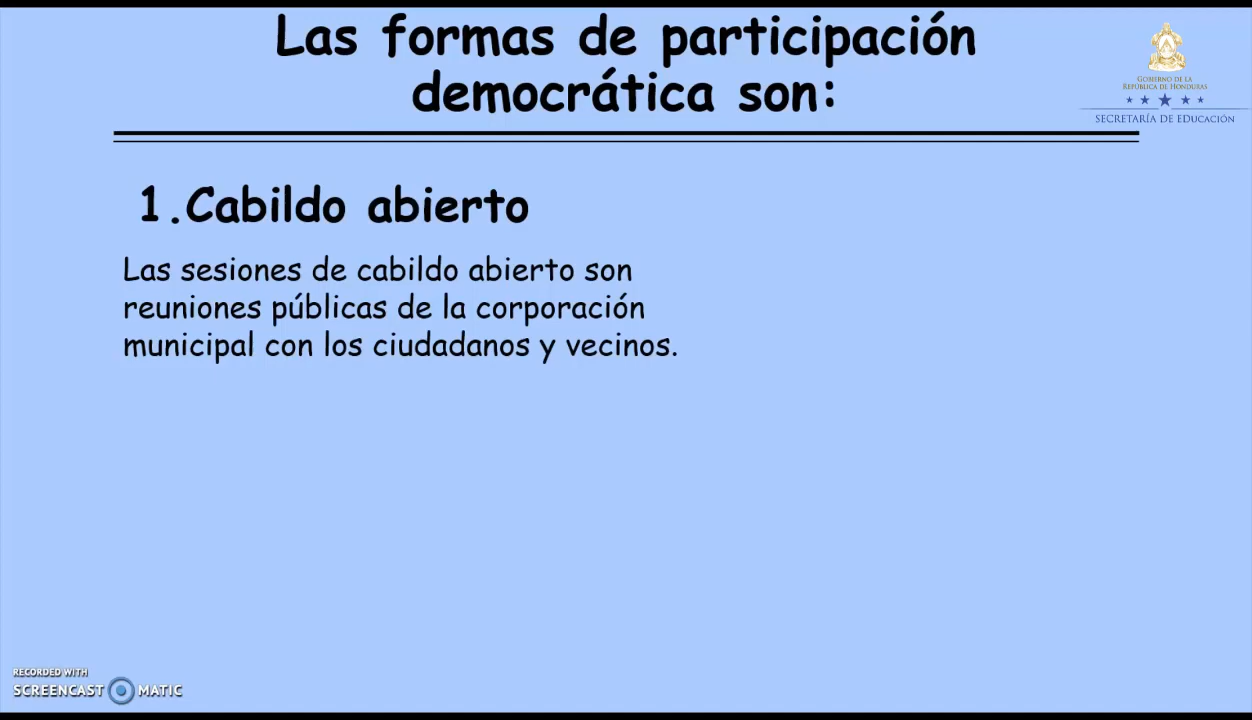 Las formas de participación
democrática son:
GOBIERNO DE LA
REPÚBLICA DE HONDURAS
SECRETARÍA DE EDUCACIÓN
1.Cabildo abierto
Las sesiones de cabildo abierto son
reuniones públicas de la corporación
municipal con los ciudadanos y vecinos.
RECORDED WITH
SCREENCAST MATIC